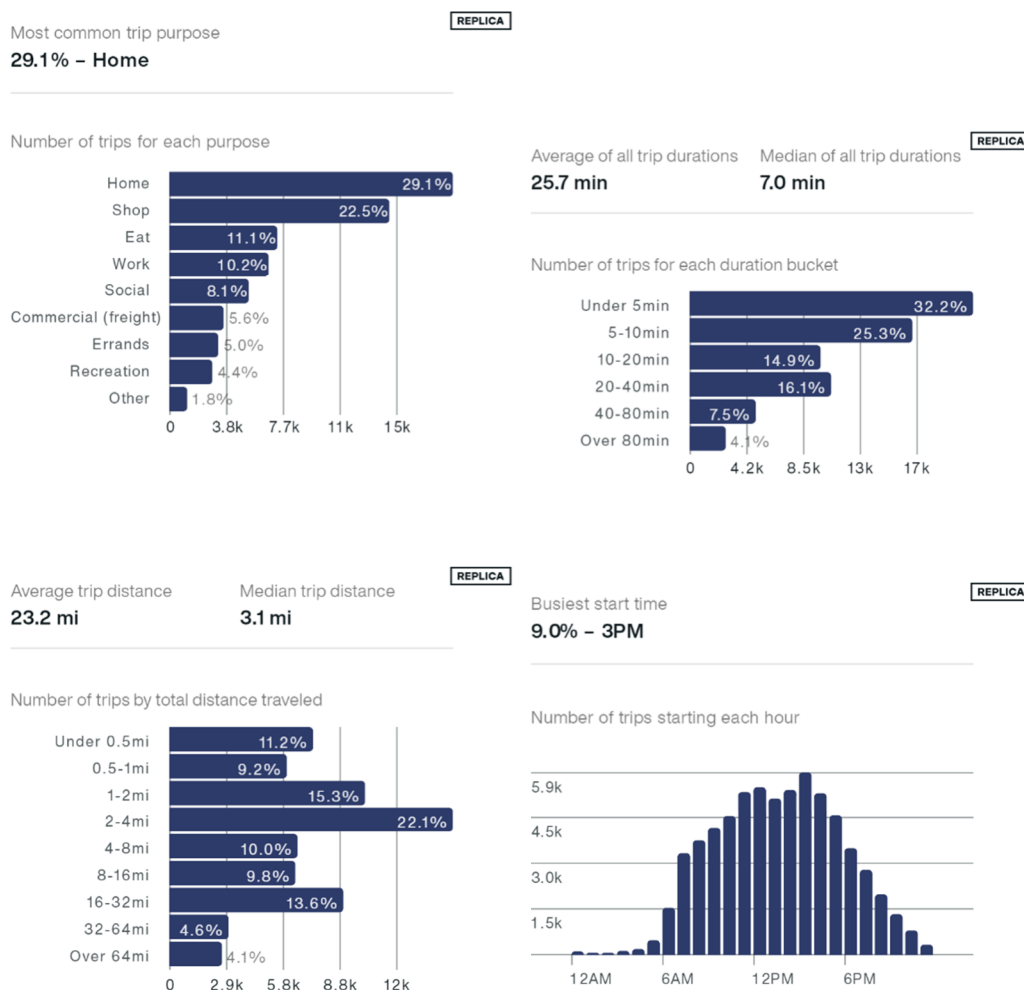 REPLICA
Most common trip purpose
29.1% – Home
Number of trips for each purpose
Home 29.1%
Shop 22.5%
Eat 11.1%
Work 10.2%
Social 8.1%
Commercial (freight) 5.6%
Errands 5.0%
Recreation 4.4%
Other 1.8%
0 3.8k 7.7k 11k 15k
REPLICA
Average of all trip durations Median of all trip durations
25.7 min 7.0 min
Number of trips for each duration bucket
Under 5min 32.2%
5-10min 25.3%
10-20min 14.9%
20-40min 16.1%
40-80min 7.5%
Over 80min 4.1%
0 4.2k 8.5k 13k 17k
REPLICA
Average trip distance Median trip distance
23.2 mi 3.1 mi
Number of trips by total distance traveled
Under 0.5mi 11.2%
0.5-1mi 9.2%
1-2mi 15.3%
2-4mi 22.1%
4-8mi 10.0%
8-16mi 9.8%
16-32mi 13.6%
32-64mi 4.6%
Over 64mi 4.1%
0 2.9k 5.8k 8.8k 12k
REPLICA
Busiest start time
9.0% – 3PM
Number of trips starting each hour
5.9k
4.5k
3.0k
1.5k
12AM 6AM 12PM 6PM